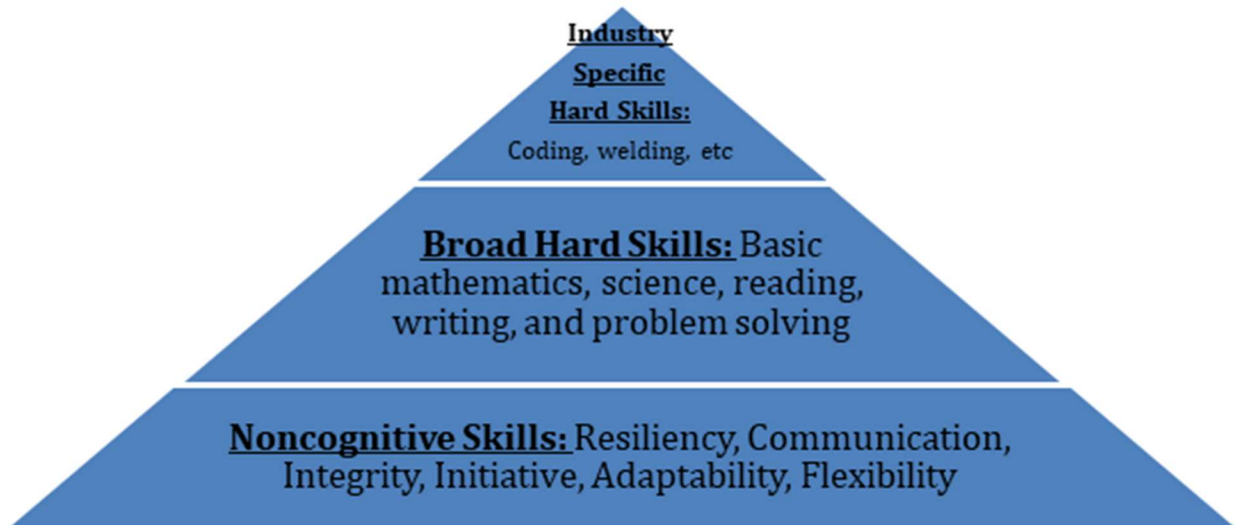 Industry
Specific
Hard Skills:
Coding, welding, etc
Broad Hard Skills: Basic
mathematics, science, reading,
writing, and problem solving
Noncognitive Skills: Resiliency, Communication,
Integrity, Initiative, Adaptability, Flexibility